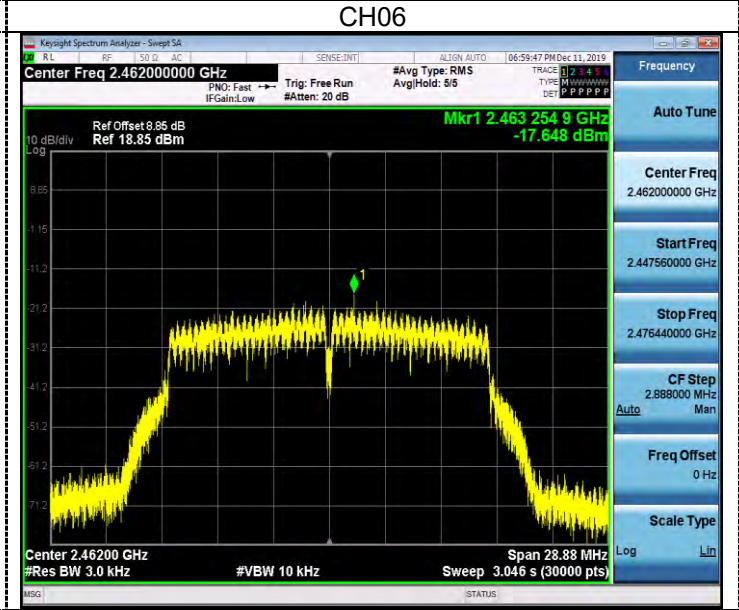 CH06
Keysight Spectrum Analyzer - Swept SA
RL RF 50 Ω AC SENSE:INT ALIGN AUTO 06:59:47 PM Dec 11, 2019
Center Freq 2.462000000 GHz
PNO: Fast
IFGain:Low
Trig: Free Run
#Atten: 20 dB
#Avg Type: RMS
Avg|Hold: 5/5
TRACE 1 2 3 4 5 6
TYPE M W W W W W
DET P P P P P P
Ref Offset 8.85 dB
10 dB/div Ref 18.85 dBm
Log
Mkr1 2.463 254 9 GHz
-17.648 dBm
8.85
-1.15
-11.2
-21.2
-31.2
-41.2
-51.2
-61.2
-71.2
1
Center 2.46200 GHz
Span 28.88 MHz
#Res BW 3.0 kHz
#VBW 10 kHz
Sweep 3.046 s (30000 pts)
MSG
STATUS
Frequency
Auto Tune
Center Freq
2.462000000 GHz
Start Freq
2.447560000 GHz
Stop Freq
2.476440000 GHz
CF Step
2.888000 MHz
Auto Man
Freq Offset
0 Hz
Scale Type
Log Lin